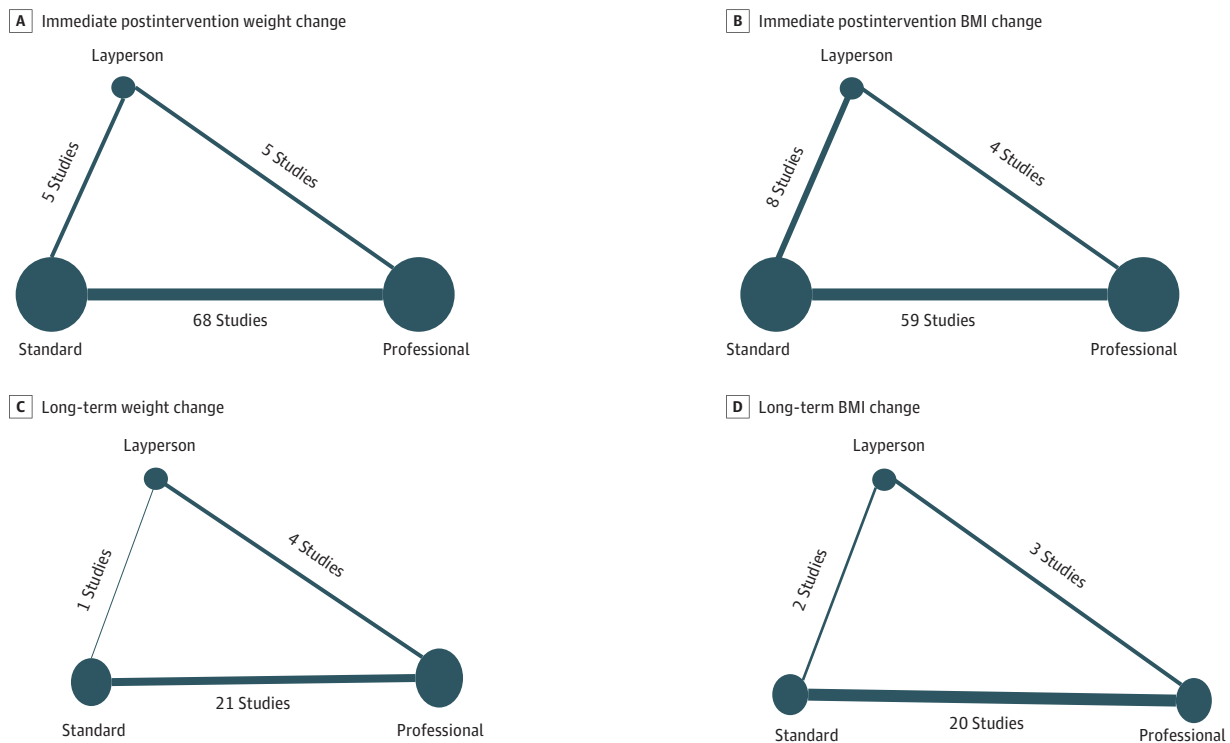 A Immediate postintervention weight change
Layperson
5 Studies
5 Studies
68 Studies
Standard
Professional
B Immediate postintervention BMI change
Layperson
8 Studies
4 Studies
59 Studies
Standard
Professional
C Long-term weight change
Layperson
1 Studies
4 Studies
21 Studies
Standard
Professional
D Long-term BMI change
Layperson
2 Studies
3 Studies
20 Studies
Standard
Professional